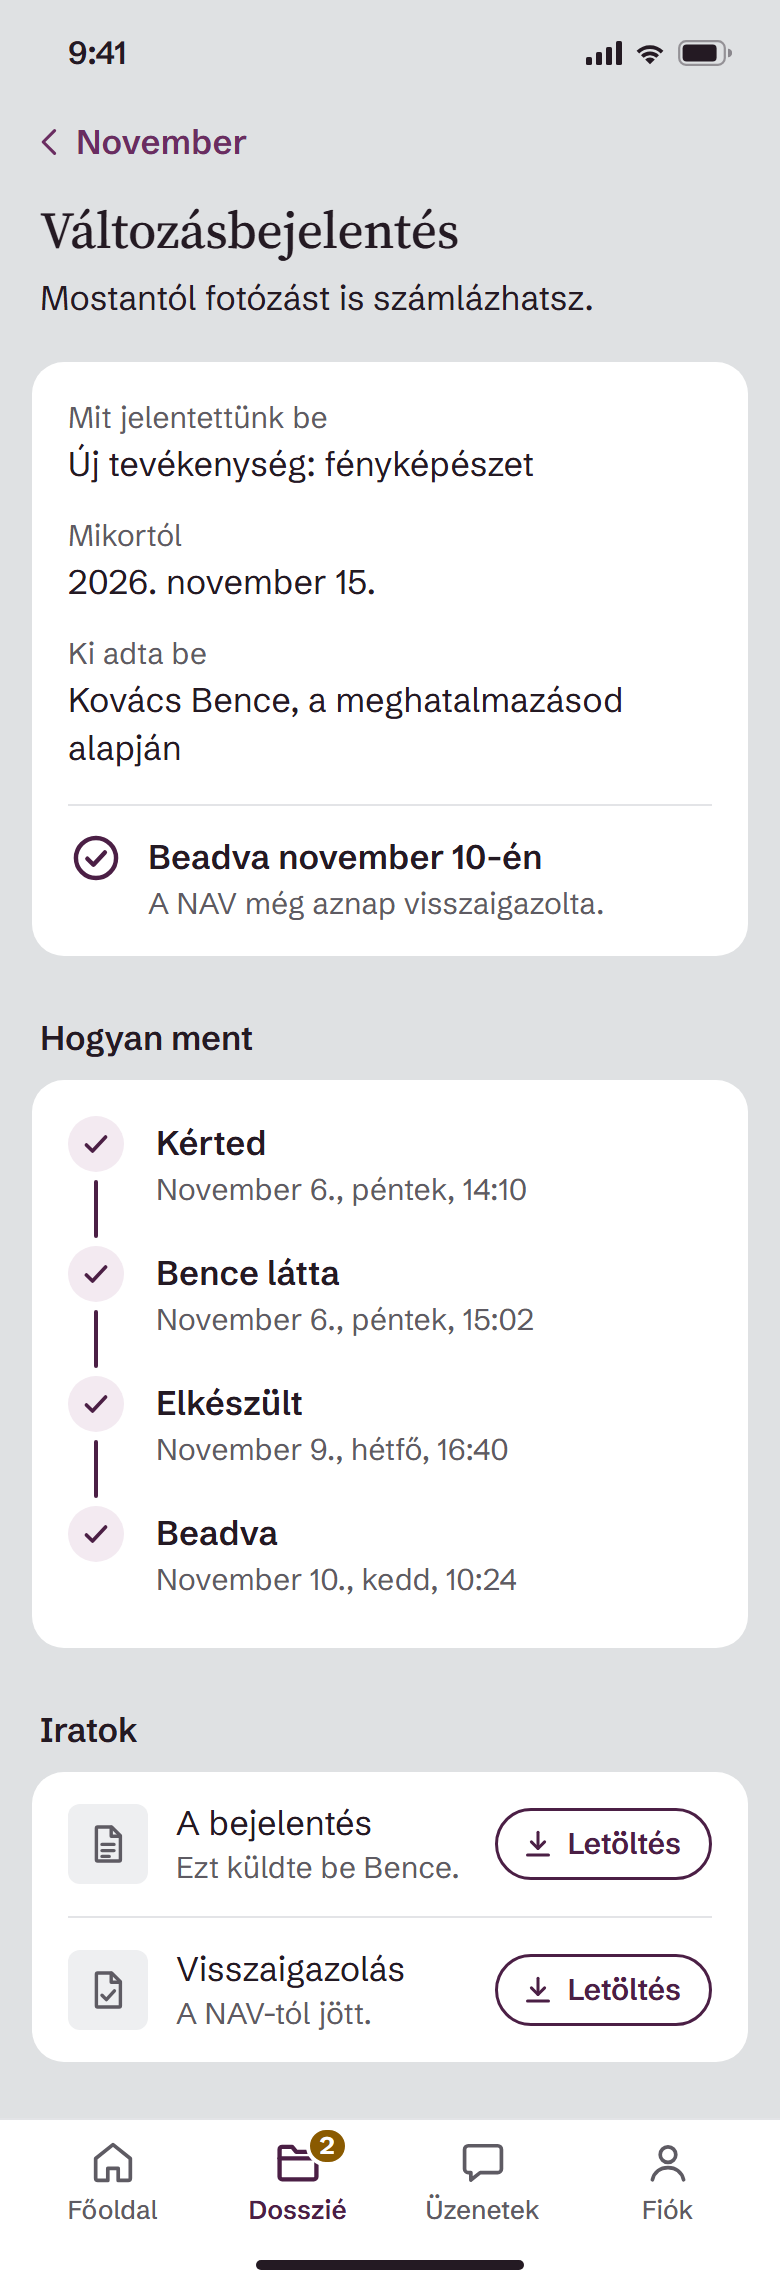 9:41
November
Változásbejelentés
Mostantól fotózást is számlázhatsz.
Mit jelentettünk be
Új tevékenység: fényképészet
Mikortól
2026. november 15.
Ki adta be
Kovács Bence, a meghatalmazásod
alapján
Beadva november 10-én
A NAV még aznap visszaigazolta.
Hogyan ment
Kérted
November 6., péntek, 14:10
Bence látta
November 6., péntek, 15:02
Elkészült
November 9., hétfő, 16:40
Beadva
November 10., kedd, 10:24
Iratok
A bejelentés
Ezt küldte be Bence.
Letöltés
Visszaigazolás
A NAV-tól jött.
Letöltés
2
Főoldal
Dosszié
Üzenetek
Fiók